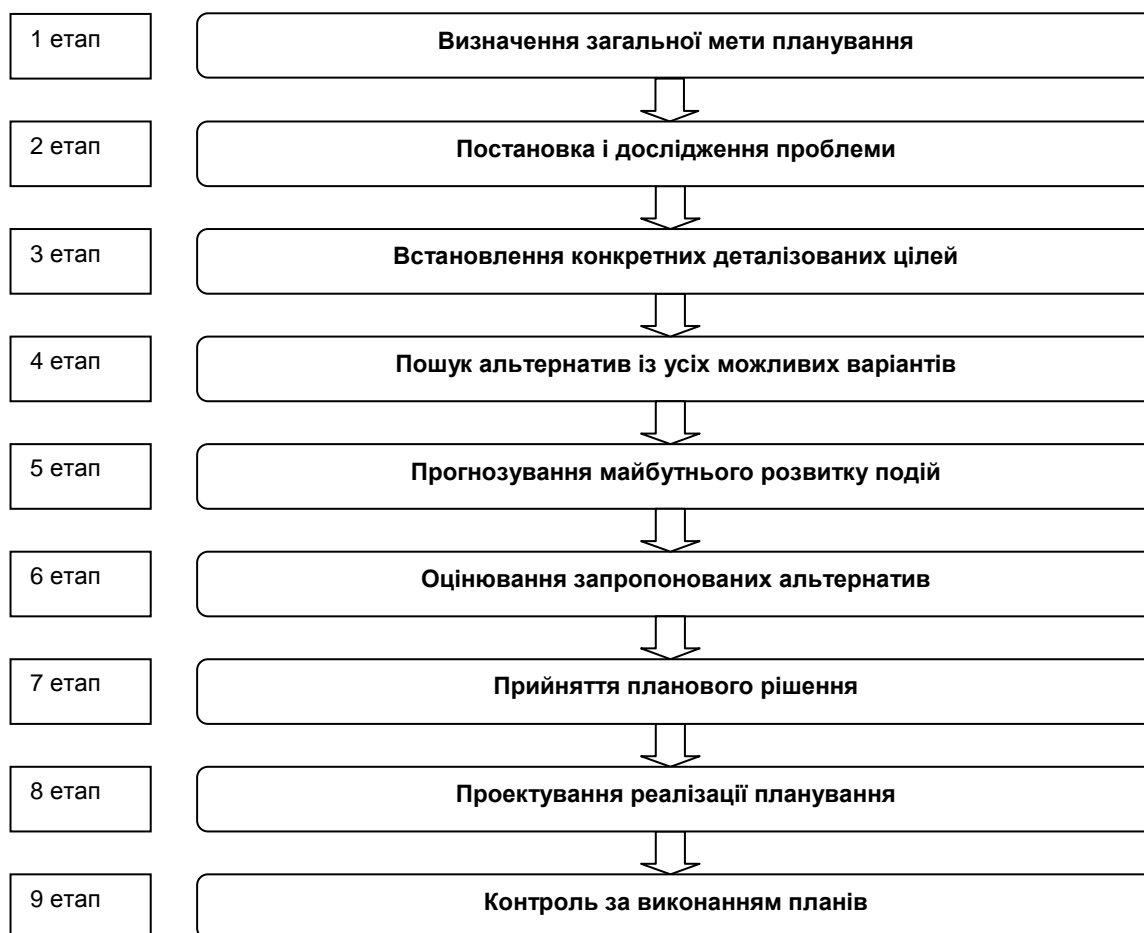 1 етап
Визначення загальної мети планування
2 етап
Постановка і дослідження проблеми
3 етап
Встановлення конкретних деталізованих цілей
4 етап
Пошук альтернатив із усіх можливих варіантів
5 етап
Прогнозування майбутнього розвитку подій
6 етап
Оцінювання запропонованих альтернатив
7 етап
Прийняття планового рішення
8 етап
Проектування реалізації планування
9 етап
Контроль за виконанням планів